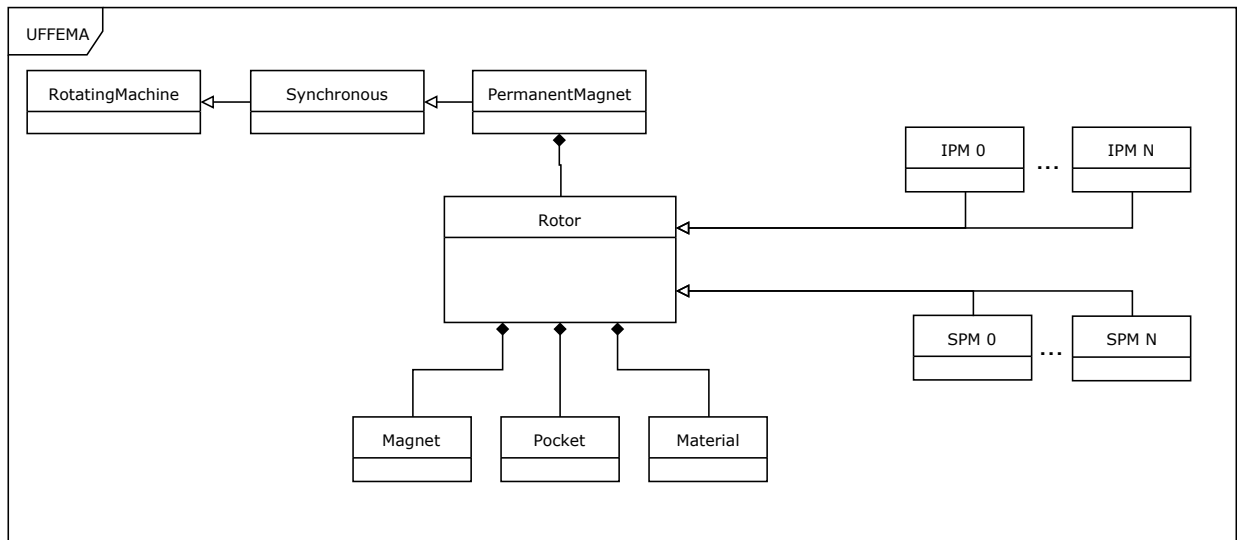 UFFEMA
RotatingMachine
Synchronous
PermanentMagnet
IPM 0
...
IPM N
Rotor
SPM 0
...
SPM N
Magnet
Pocket
Material